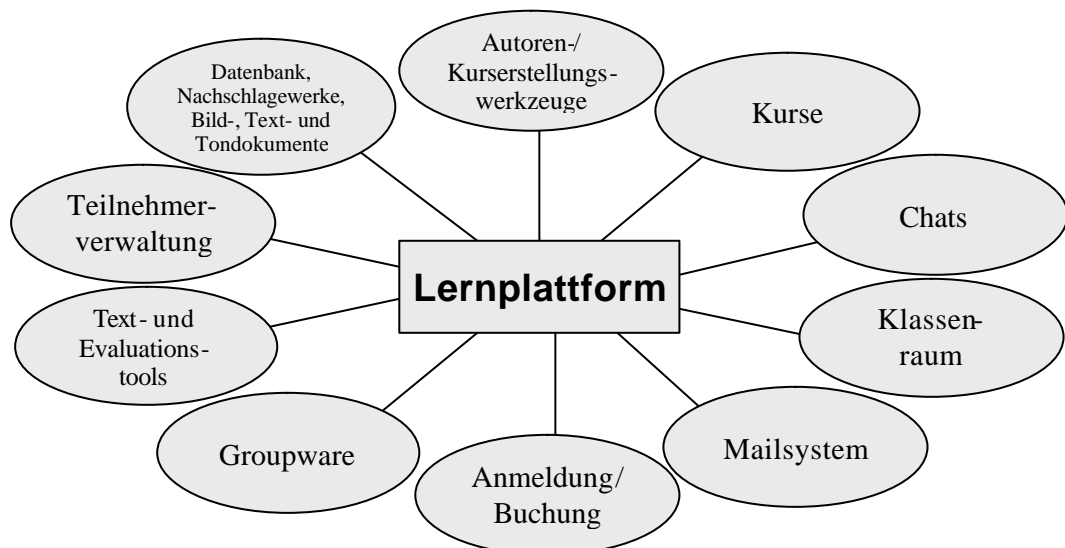 Autoren-/
Kurserstellungs-
werkzeuge
Datenbank,
Nachschlagewerke,
Bild-, Text- und
Tondokumente
Kurse
Teilnehmer-
verwaltung
Chats
Lernplattform
Text- und
Evaluations-
tools
Klassen-
raum
Groupware
Mailsystem
Anmeldung/
Buchung